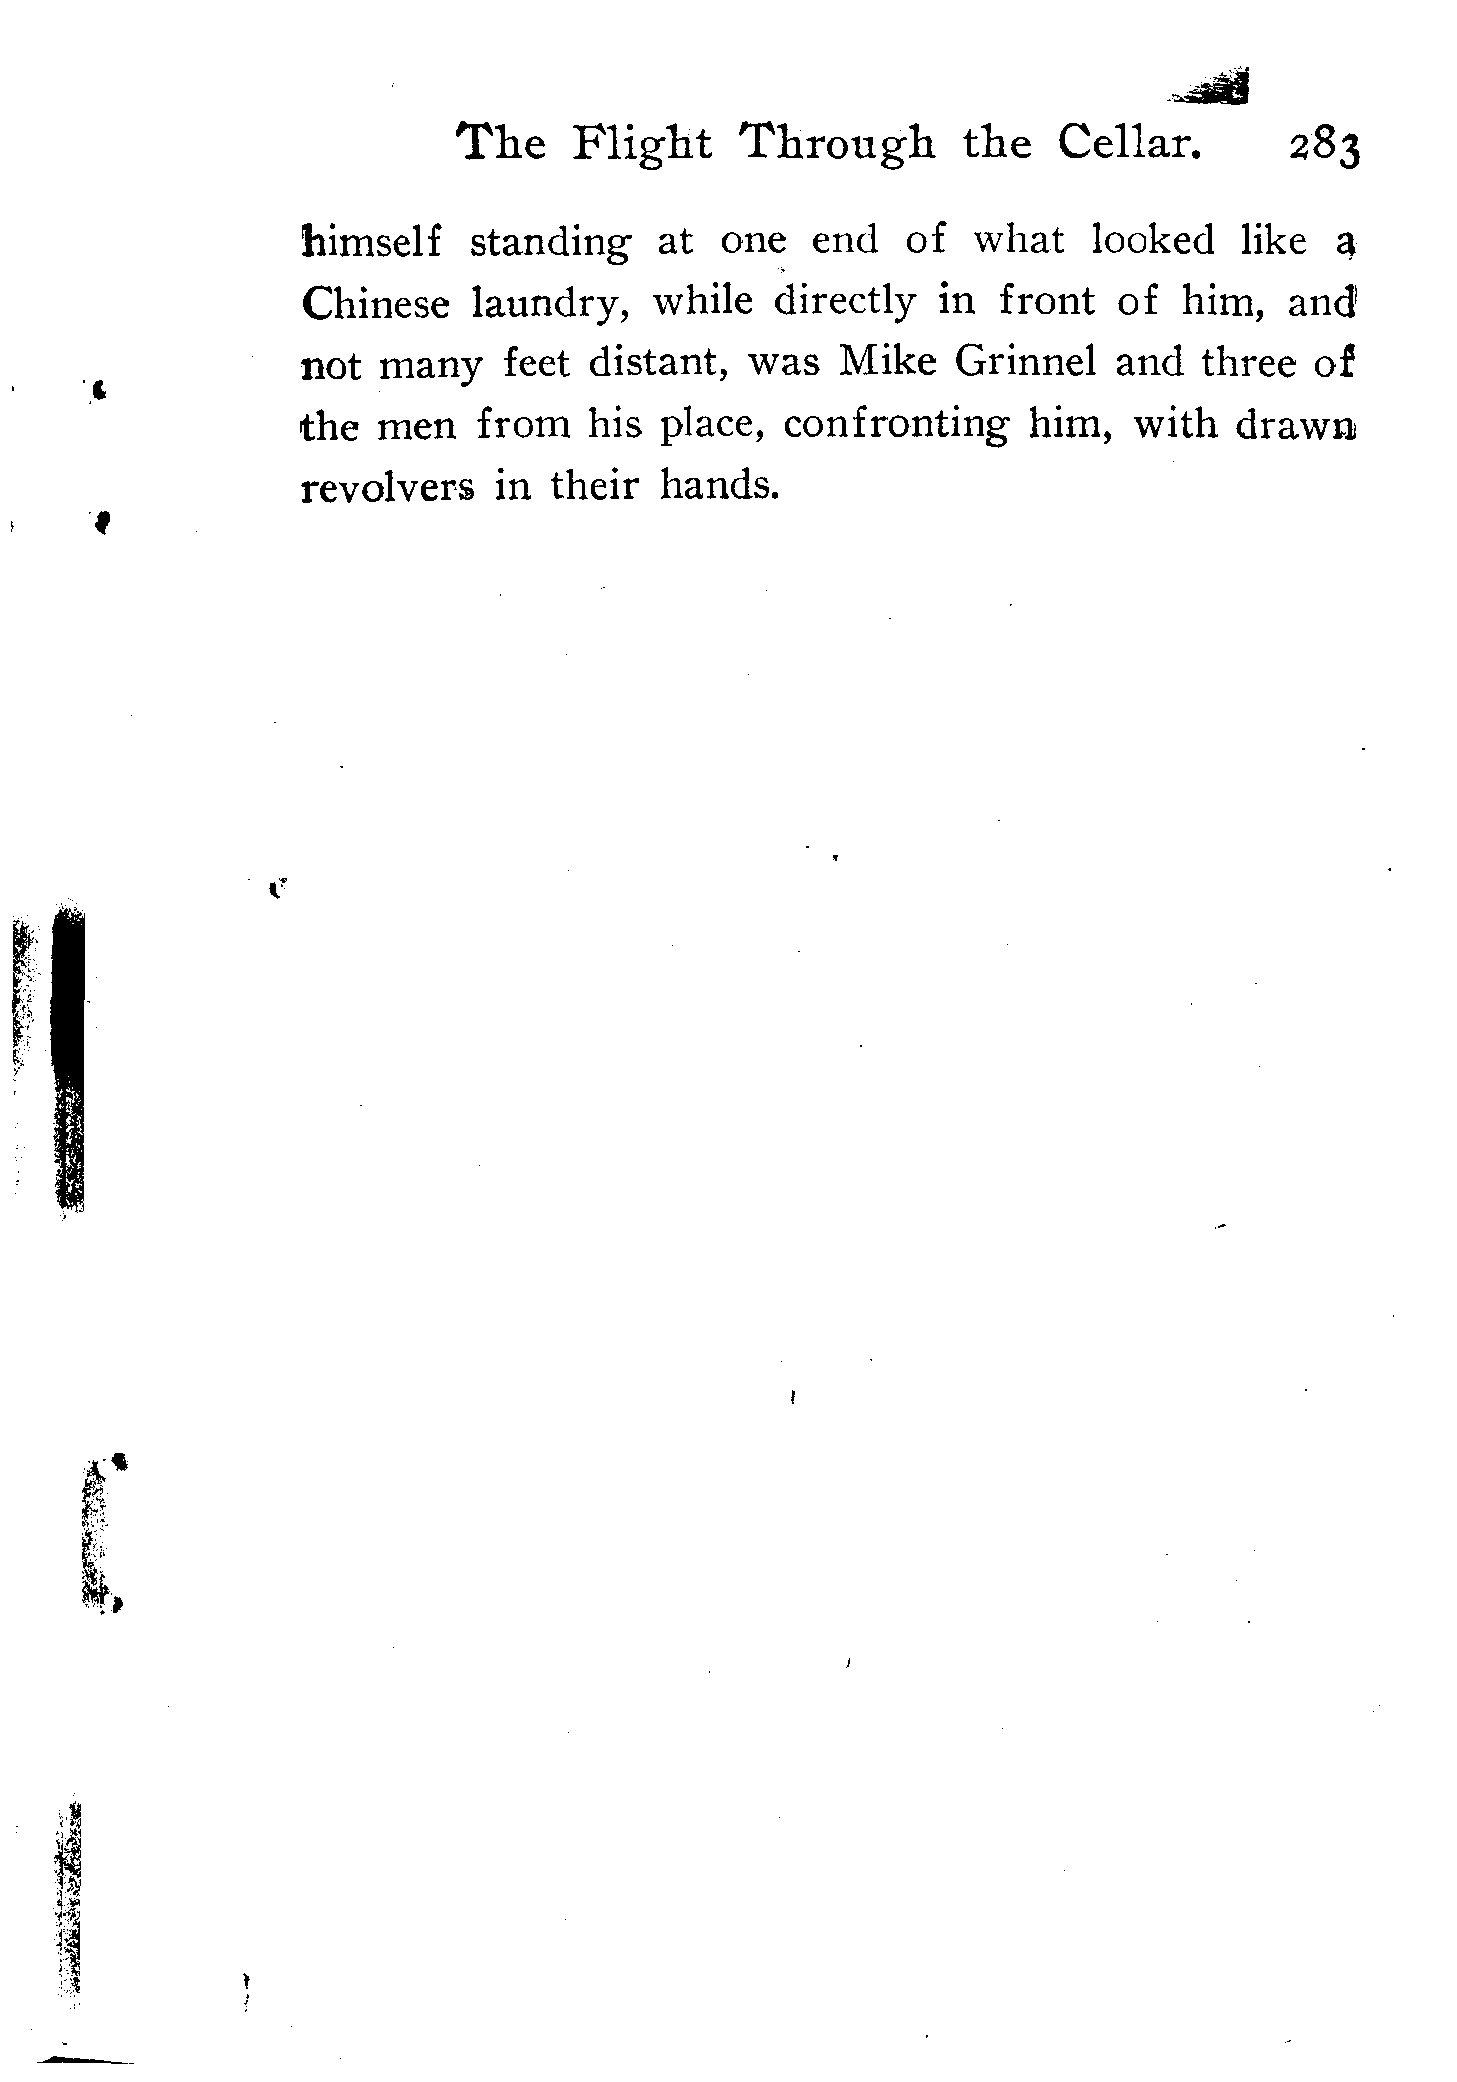 The Flight Through the Cellar. 283
himself standing at one end of what looked like a
Chinese laundry, while directly in front of him, and
not many feet distant, was Mike Grinnel and three of
the men from his place, confronting him, with drawn
revolvers in their hands.